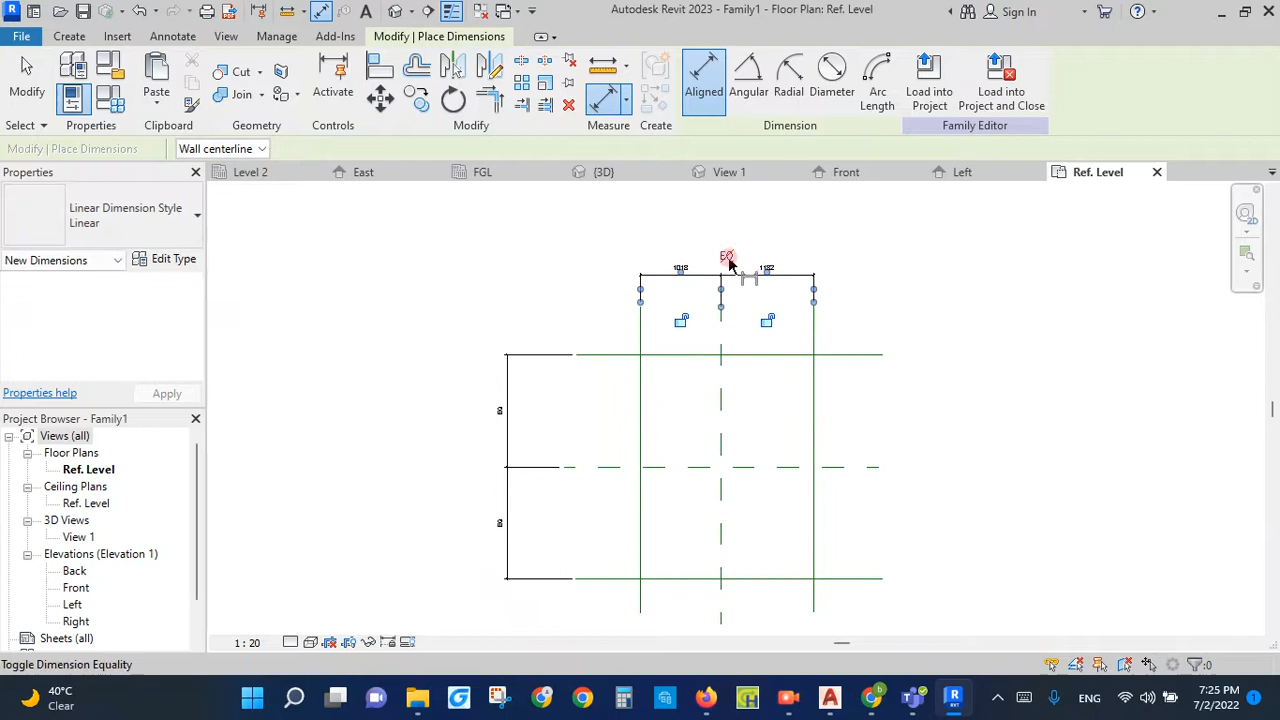 Autodesk Revit 2023 - Family1 - Floor Plan: Ref. Level
Sign In
File
Create
Insert
Annotate
View
Manage
Add-Ins
Modify | Place Dimensions
Modify
Paste
Cut
Join
Activate
Aligned
Angular
Radial
Diameter
Arc
Length
Load into
Project
Load into
Project and Close
Select
Properties
Clipboard
Geometry
Controls
Modify
Measure
Create
Dimension
Family Editor
Modify | Place Dimensions
Wall centerline
Properties
Level 2
East
FGL
{3D}
View 1
Front
Left
Ref. Level
Linear Dimension Style
Linear
New Dimensions
Edit Type
Properties help
Apply
Project Browser - Family1
Views (all)
Floor Plans
Ref. Level
Ceiling Plans
Ref. Level
3D Views
View 1
Elevations (Elevation 1)
Back
Front
Left
Right
Sheets (all)
EQ
1018
1182
EQ
EQ
1 : 20
Toggle Dimension Equality
:0
40°C
Clear
ENG
7:25 PM
7/2/2022